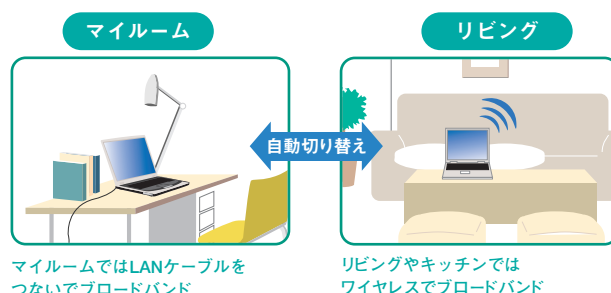 マイルーム
リビング
自動切り替え
マイルームではLANケーブルを
つないでブロードバンド
リビングやキッチンでは
ワイヤレスでブロードバンド